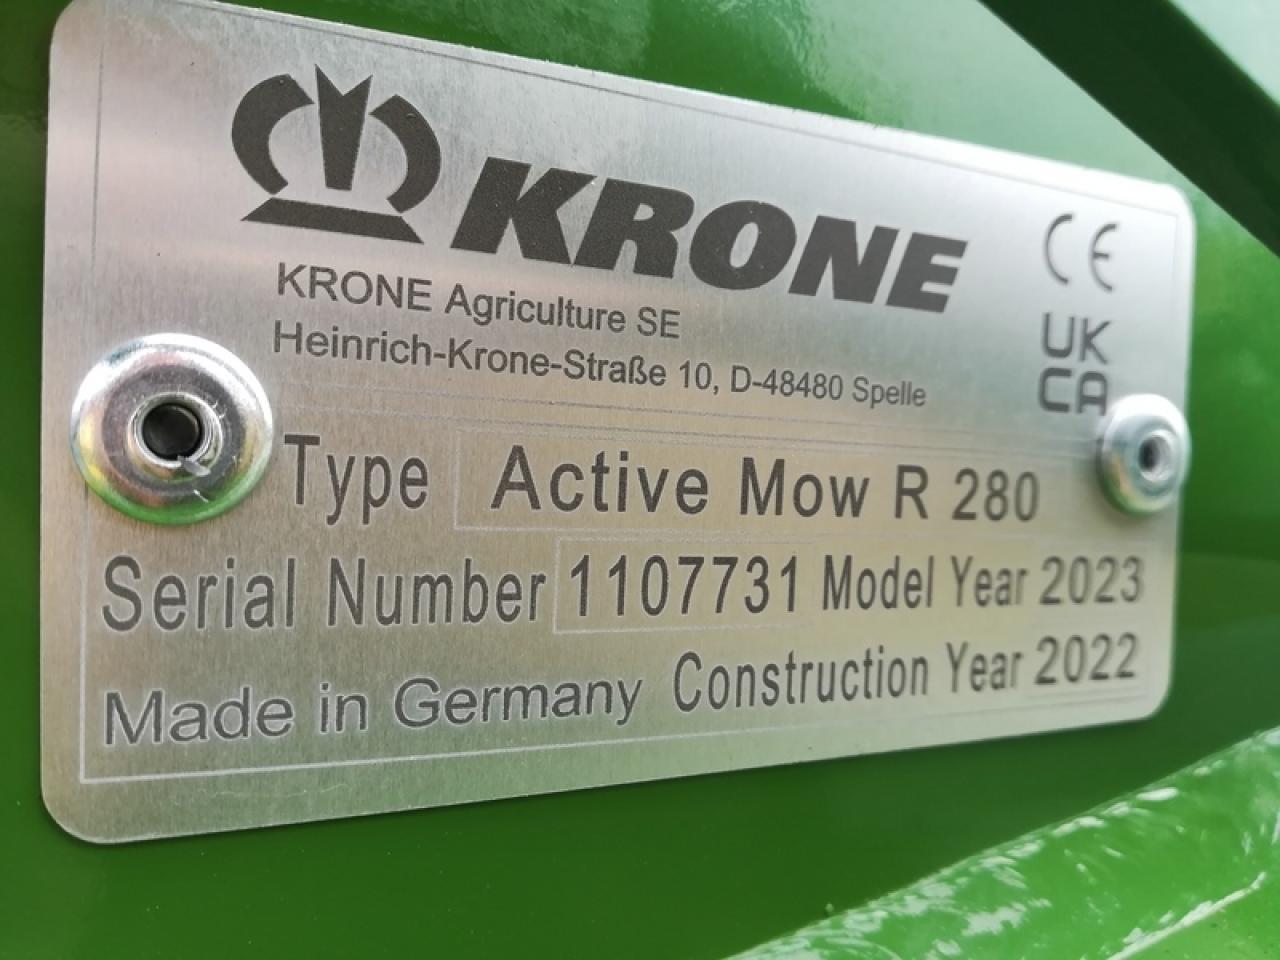 KRONE
CE
KRONE Agriculture SE
Heinrich-Krone-Straße 10, D-48480 Spelle
UK
CA
Type Active Mow R 280
Serial Number 1107731 Model Year 2023
Made in Germany Construction Year 2022